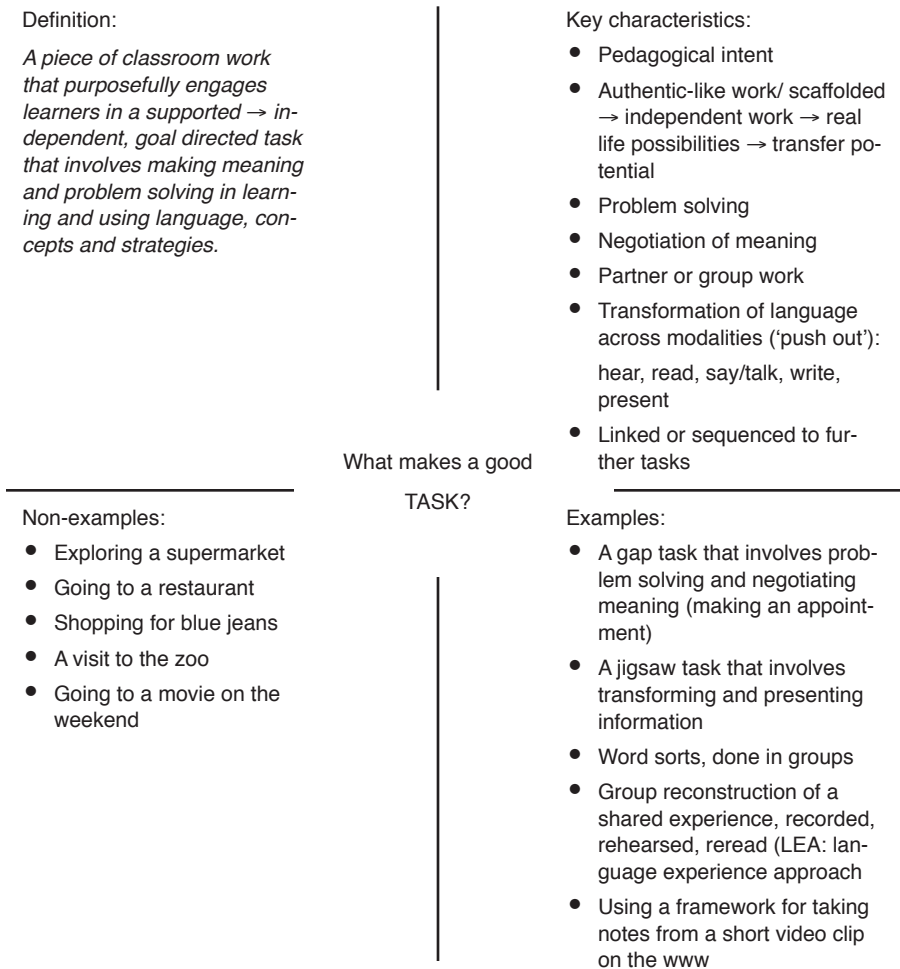 Definition:
A piece of classroom work
that purposefully engages
learners in a supported → in-
dependent, goal directed task
that involves making meaning
and problem solving in learn-
ing and using language, con-
cepts and strategies.
Key characteristics:
• Pedagogical intent
• Authentic-like work/ scaffolded
→ independent work → real
life possibilities → transfer po-
tential
• Problem solving
• Negotiation of meaning
• Partner or group work
• Transformation of language
across modalities (‘push out’):
hear, read, say/talk, write,
present
• Linked or sequenced to fur-
ther tasks
What makes a good
TASK?
Non-examples:
• Exploring a supermarket
• Going to a restaurant
• Shopping for blue jeans
• A visit to the zoo
• Going to a movie on the
weekend
Examples:
• A gap task that involves prob-
lem solving and negotiating
meaning (making an appoint-
ment)
• A jigsaw task that involves
transforming and presenting
information
• Word sorts, done in groups
• Group reconstruction of a
shared experience, recorded,
rehearsed, reread (LEA: lan-
guage experience approach
• Using a framework for taking
notes from a short video clip
on the www